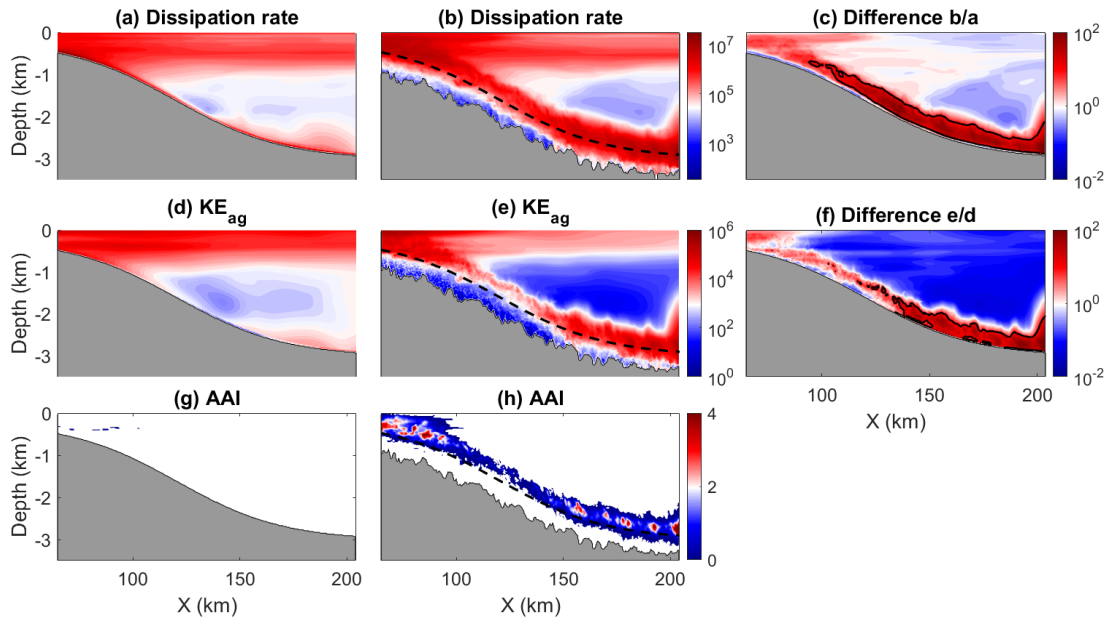 (a) Dissipation rate
(b) Dissipation rate
(c) Difference b/a
Depth (km)
0
-1
-2
-3
10^7
10^5
10^3
10^2
10^0
10^-2
(d) KE_ag
(e) KE_ag
(f) Difference e/d
Depth (km)
0
-1
-2
-3
10^6
10^4
10^2
10^0
10^2
10^0
10^-2
100
150
200
X (km)
(g) AAI
(h) AAI
Depth (km)
0
-1
-2
-3
4
2
0
100
150
200
X (km)
100
150
200
X (km)